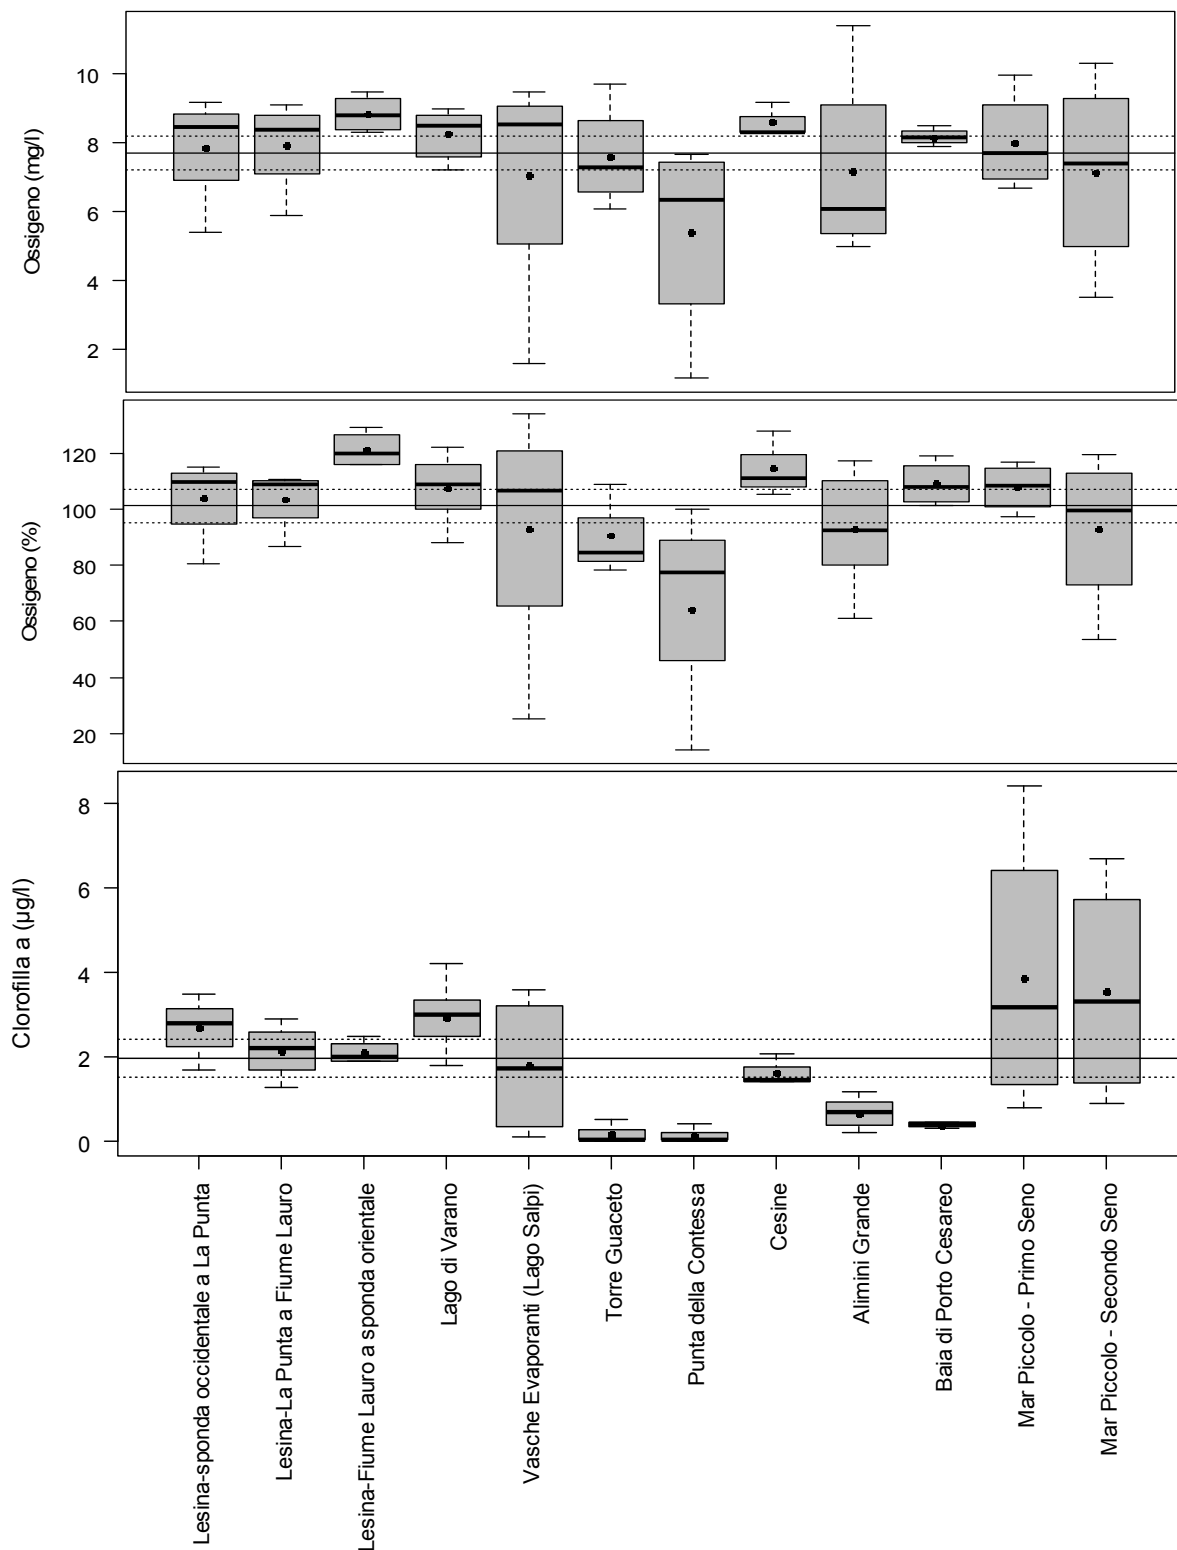 Ossigeno (mg/l)
10
8
6
4
2
Ossigeno (%)
120
100
80
60
40
20
Clorofilla a (µg/l)
8
6
4
2
0
Lesina-sponda occidentale a La Punta
Lesina-La Punta a Fiume Lauro
Lesina-Fiume Lauro a sponda orientale
Lago di Varano
Vasche Evaporanti (Lago Salpi)
Torre Guaceto
Punta della Contessa
Cesine
Alimini Grande
Baia di Porto Cesareo
Mar Piccolo - Primo Seno
Mar Piccolo - Secondo Seno